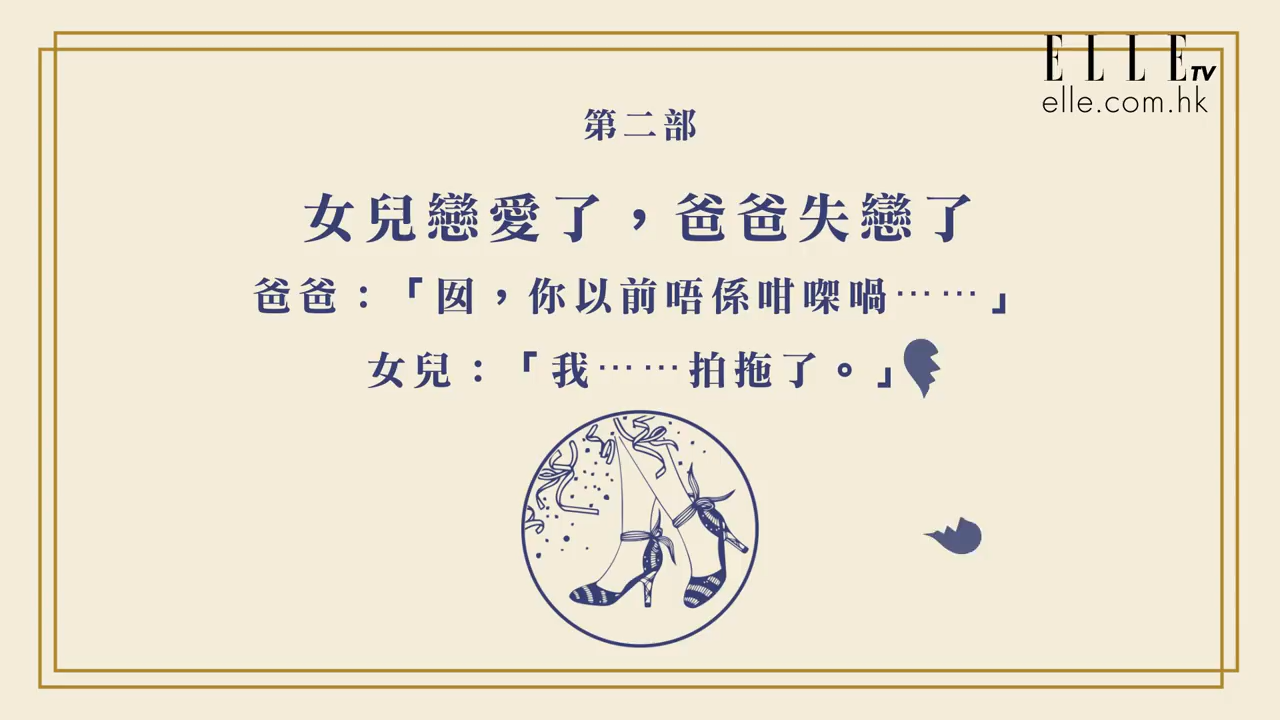 ELLE TV
elle.com.hk
第二部
女兒戀愛了，爸爸失戀了
爸爸：「囡，你以前唔係咁㗎喎……」
女兒：「我……拍拖了。」